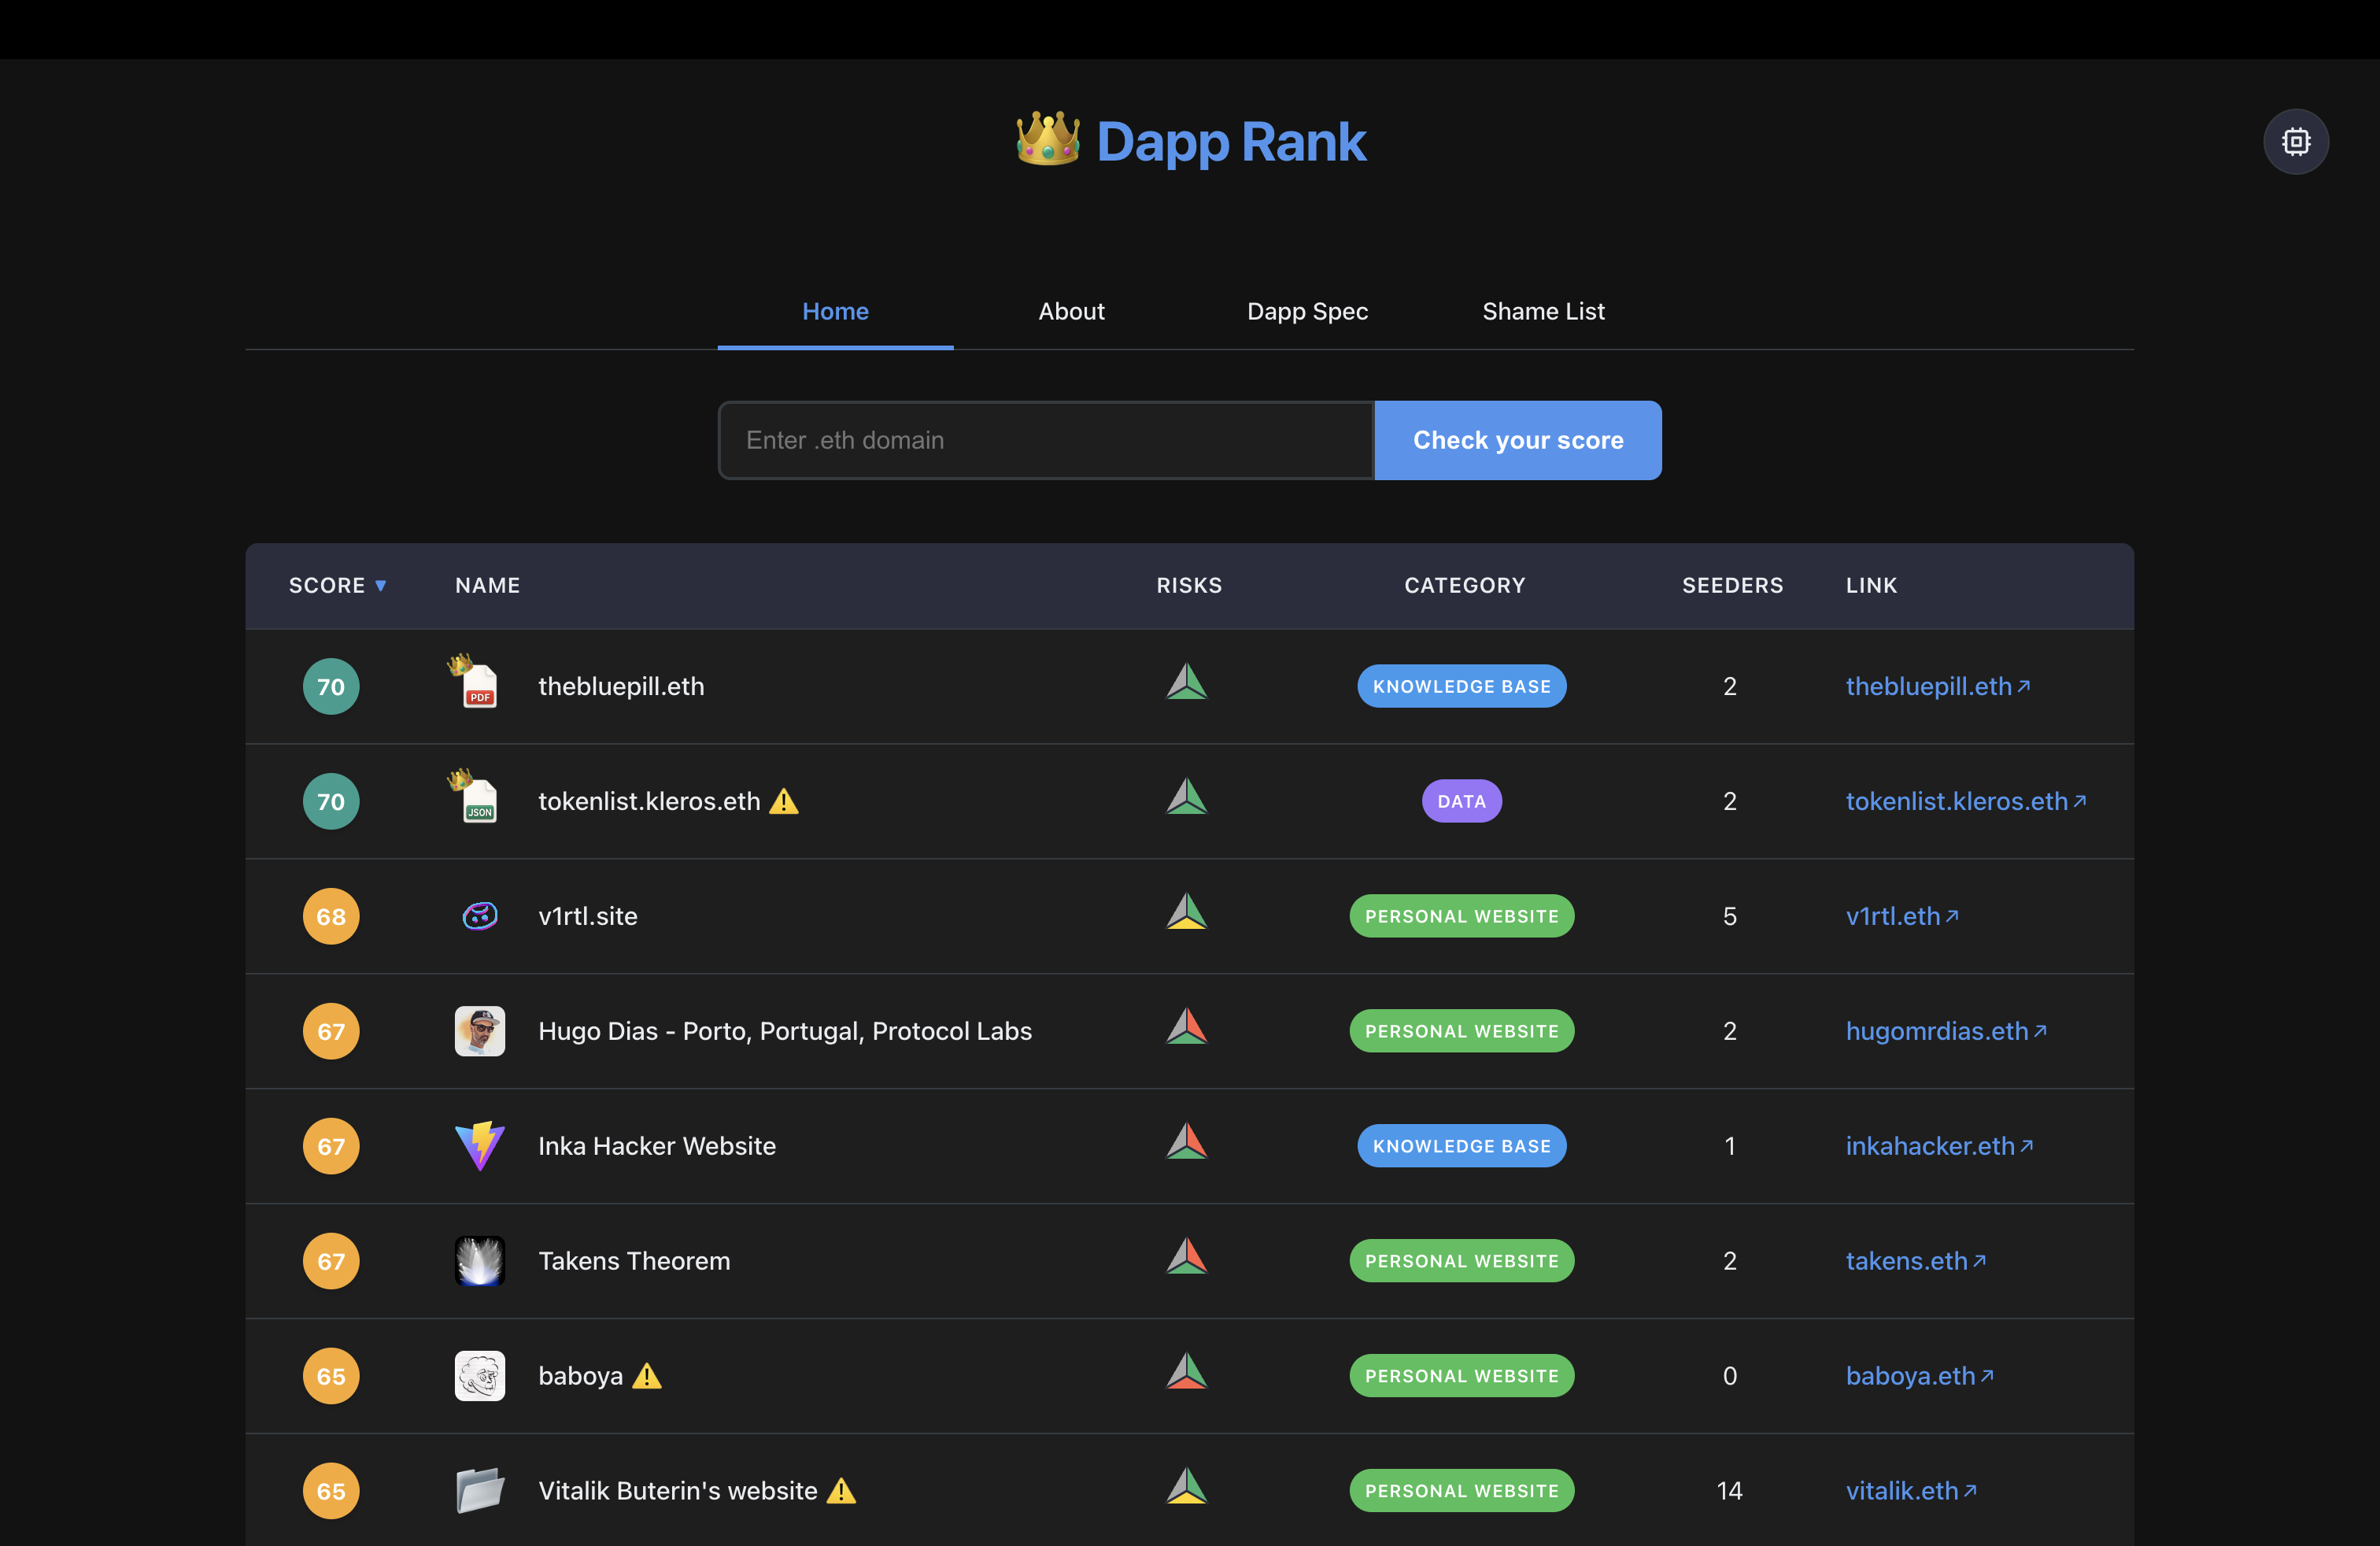 Dapp Rank
Home About Dapp Spec Shame List
Enter .eth domain Check your score
SCORE ▼ NAME RISKS CATEGORY SEEDERS LINK
70 PDF thebluepill.eth KNOWLEDGE BASE 2 thebluepill.eth↗
70 JSON tokenlist.kleros.eth ⚠️ DATA 2 tokenlist.kleros.eth↗
68 v1rtl.site PERSONAL WEBSITE 5 v1rtl.eth↗
67 Hugo Dias - Porto, Portugal, Protocol Labs PERSONAL WEBSITE 2 hugomrdias.eth↗
67 Inka Hacker Website KNOWLEDGE BASE 1 inkahacker.eth↗
67 Takens Theorem PERSONAL WEBSITE 2 takens.eth↗
65 baboya ⚠️ PERSONAL WEBSITE 0 baboya.eth↗
65 Vitalik Buterin's website ⚠️ PERSONAL WEBSITE 14 vitalik.eth↗